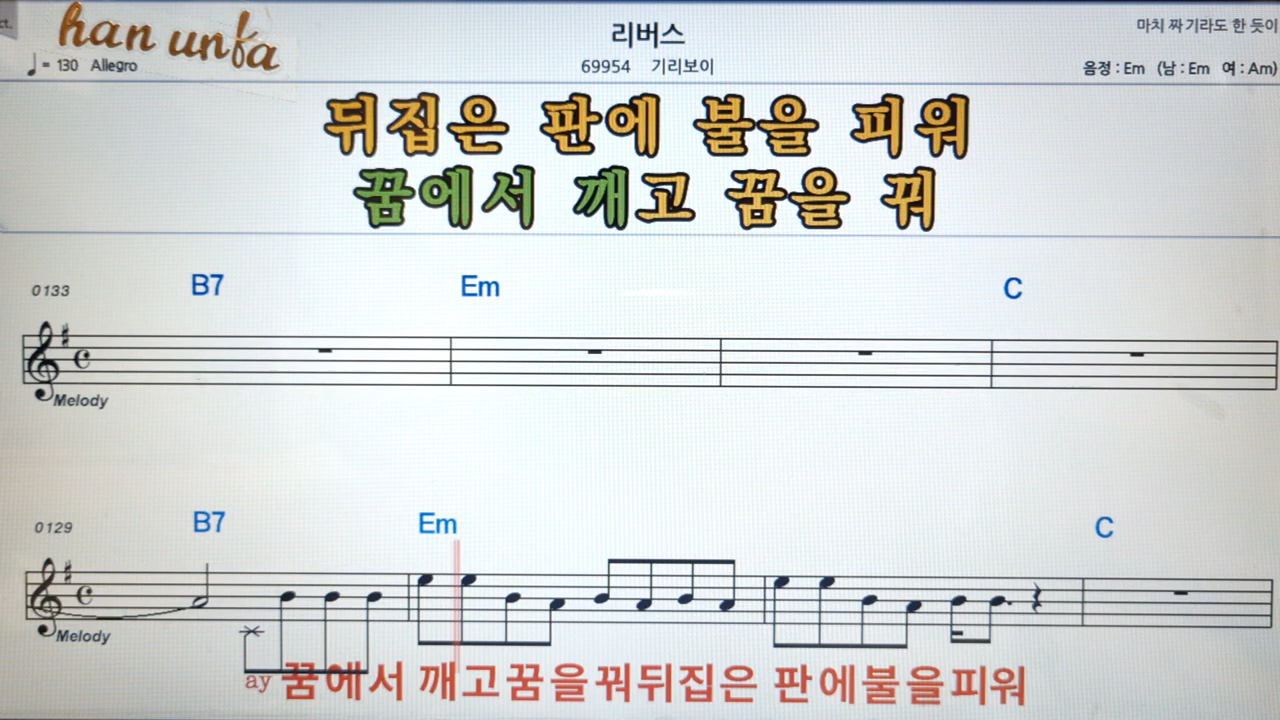 ct.
han unfa
리버스
마치 짜 기라도 한 듯이
♩ = 130 Allegro
69954 기리보이
음정 : Em (남 : Em 여 : Am)
뒤집은 판에 불을 피워
꿈에서 깨고 꿈을 꿔
0133
B7 Em C
Melody
0129
B7 Em C
Melody
ay 꿈에서 깨고꿈을꿔뒤집은 판에불을피워